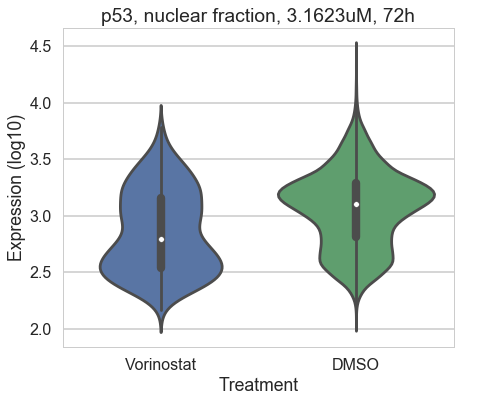 p53, nuclear fraction, 3.1623uM, 72h
4.5
4.0
3.5
3.0
2.5
2.0
Expression (log10)
Vorinostat
DMSO
Treatment